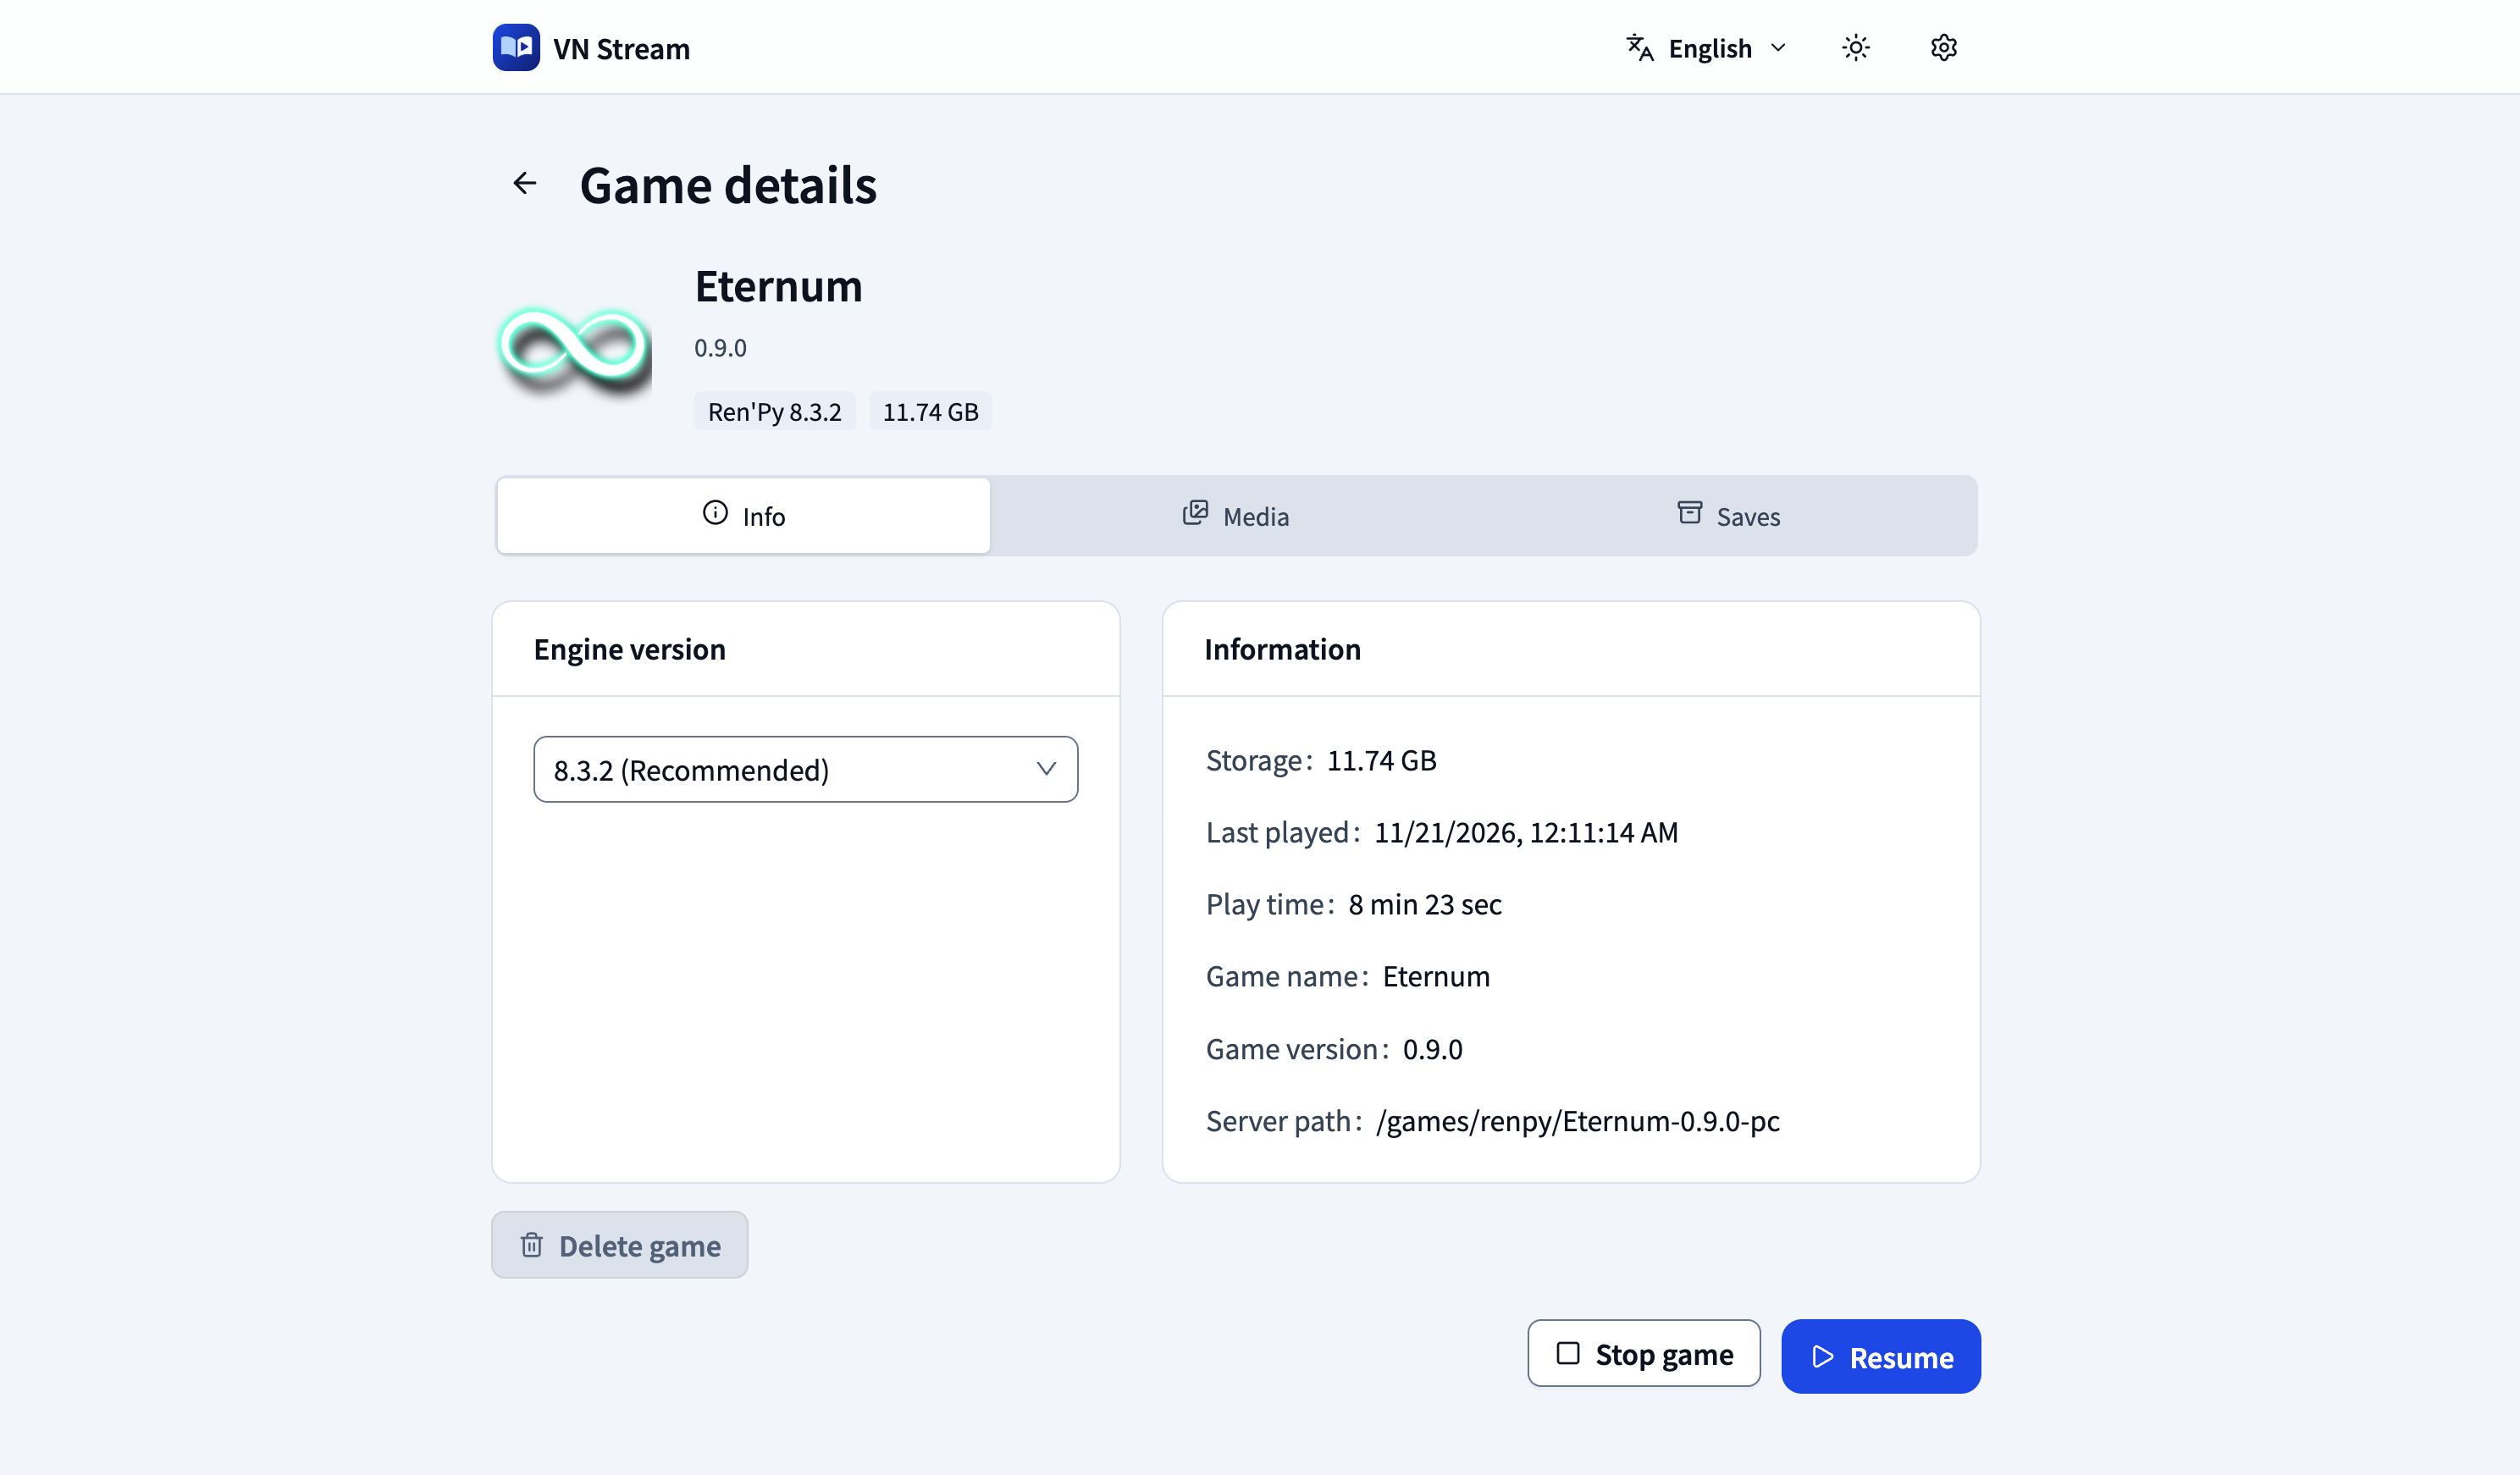 VN Stream
English
Game details
Eternum
0.9.0
Ren'Py 8.3.2
11.74 GB
Info
Media
Saves
Engine version
8.3.2 (Recommended)
Information
Storage: 11.74 GB
Last played: 11/21/2026, 12:11:14 AM
Play time: 8 min 23 sec
Game name: Eternum
Game version: 0.9.0
Server path: /games/renpy/Eternum-0.9.0-pc
Delete game
Stop game
Resume